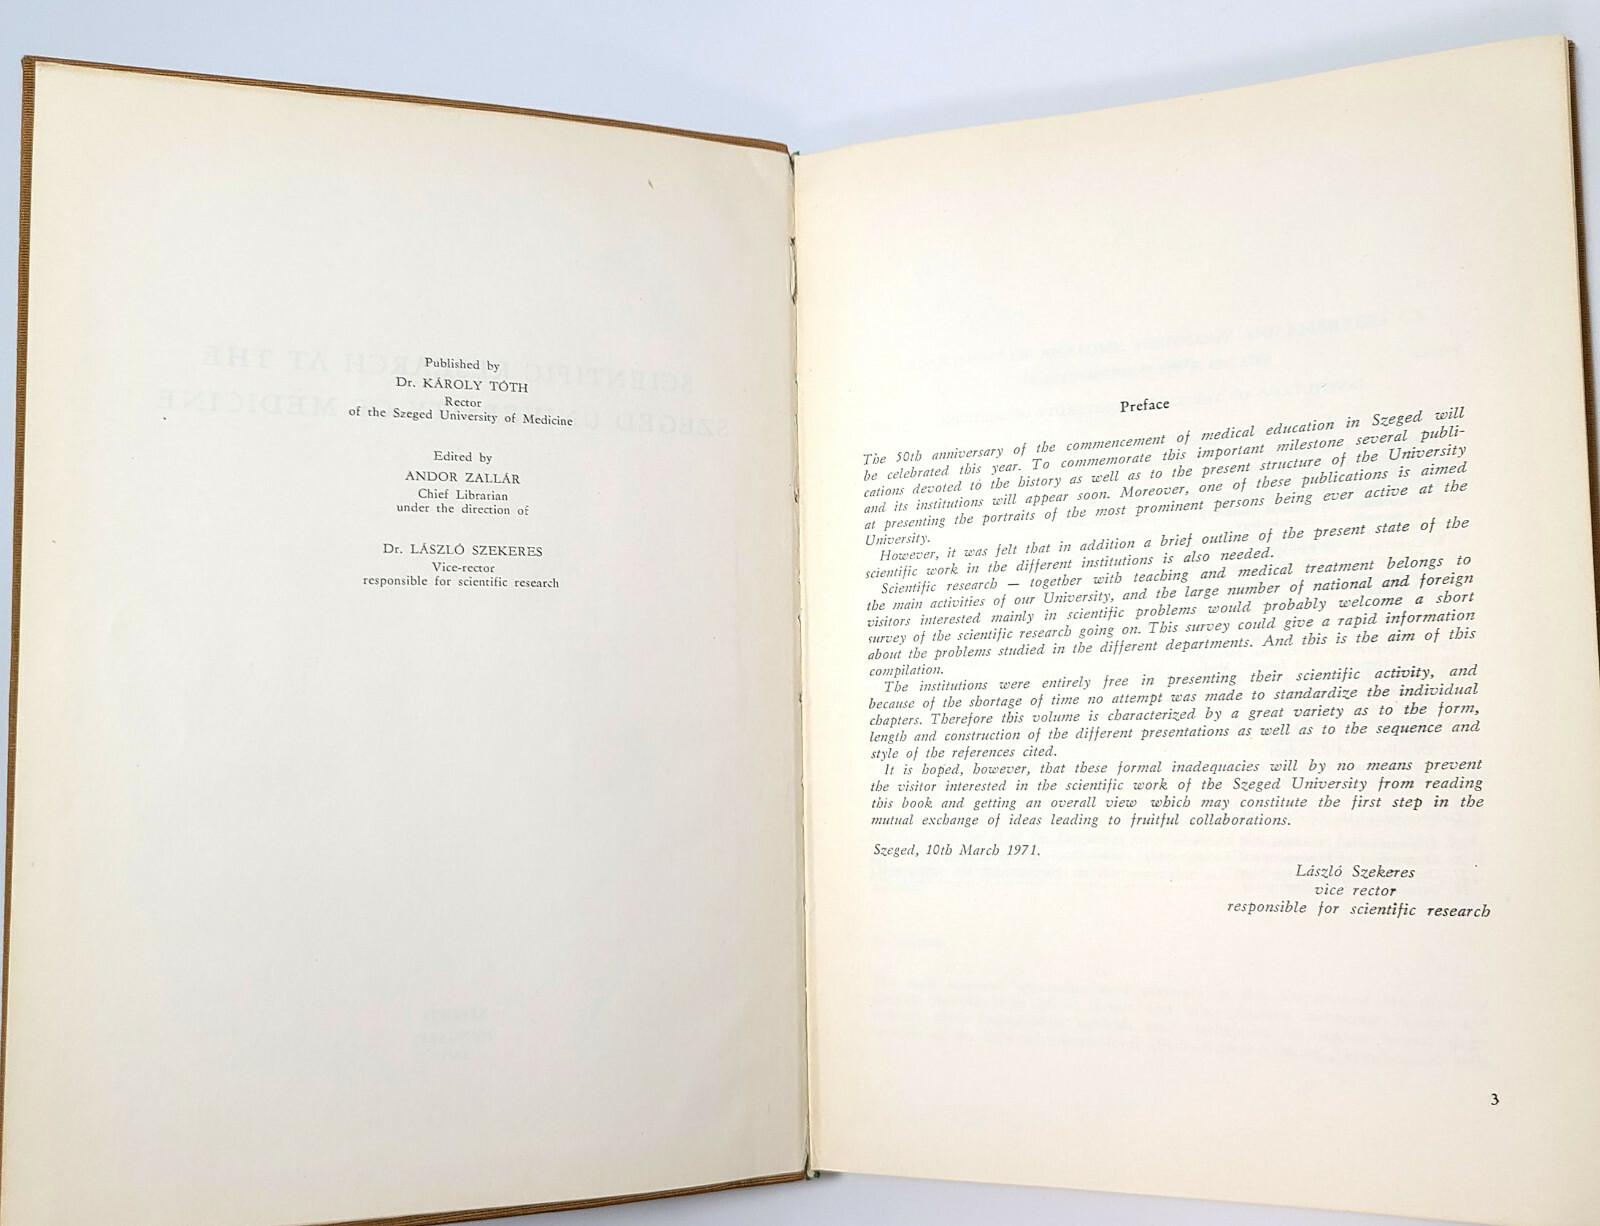 Published by
Dr. KÁROLY TÓTH
Rector
of the Szeged University of Medicine
Edited by
ANDOR ZALLÁR
Chief Librarian
under the direction of
Dr. LÁSZLÓ SZEKERES
Vice-rector
responsible for scientific research
Preface
The 50th anniversary of the commencement of medical education in Szeged will
be celebrated this year. To commemorate this important milestone several publi-
cations devoted to the history as well as to the present structure of the University
and its institutions will appear soon. Moreover, one of these publications is aimed
at presenting the portraits of the most prominent persons being ever active at the
University.
However, it was felt that in addition a brief outline of the present state of the
scientific work in the different institutions is also needed.
Scientific research — together with teaching and medical treatment belongs to
the main activities of our University, and the large number of national and foreign
visitors interested mainly in scientific problems would probably welcome a short
survey of the scientific research going on. This survey could give a rapid information
about the problems studied in the different departments. And this is the aim of this
compilation.
The institutions were entirely free in presenting their scientific activity, and
because of the shortage of time no attempt was made to standardize the individual
chapters. Therefore this volume is characterized by a great variety as to the form,
length and construction of the different presentations as well as to the sequence and
style of the references cited.
It is hoped, however, that these formal inadequacies will by no means prevent
the visitor interested in the scientific work of the Szeged University from reading
this book and getting an overall view which may constitute the first step in the
mutual exchange of ideas leading to fruitful collaborations.
Szeged, 10th March 1971.
László Szekeres
vice rector
responsible for scientific research
3